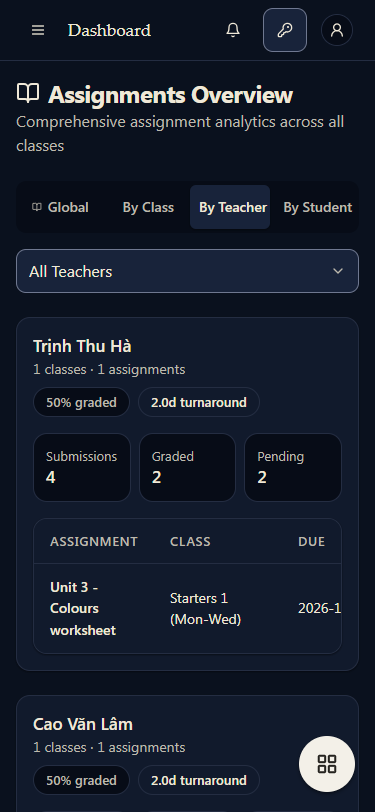 Dashboard
Assignments Overview
Comprehensive assignment analytics across all
classes
Global By Class By Teacher By Student
All Teachers
Trịnh Thu Hà
1 classes · 1 assignments
50% graded 2.0d turnaround
Submissions Graded Pending
4 2 2
ASSIGNMENT CLASS DUE
Unit 3 -
Colours
worksheet
Starters 1
(Mon-Wed)
2026-1
Cao Văn Lâm
1 classes · 1 assignments
50% graded 2.0d turnaround